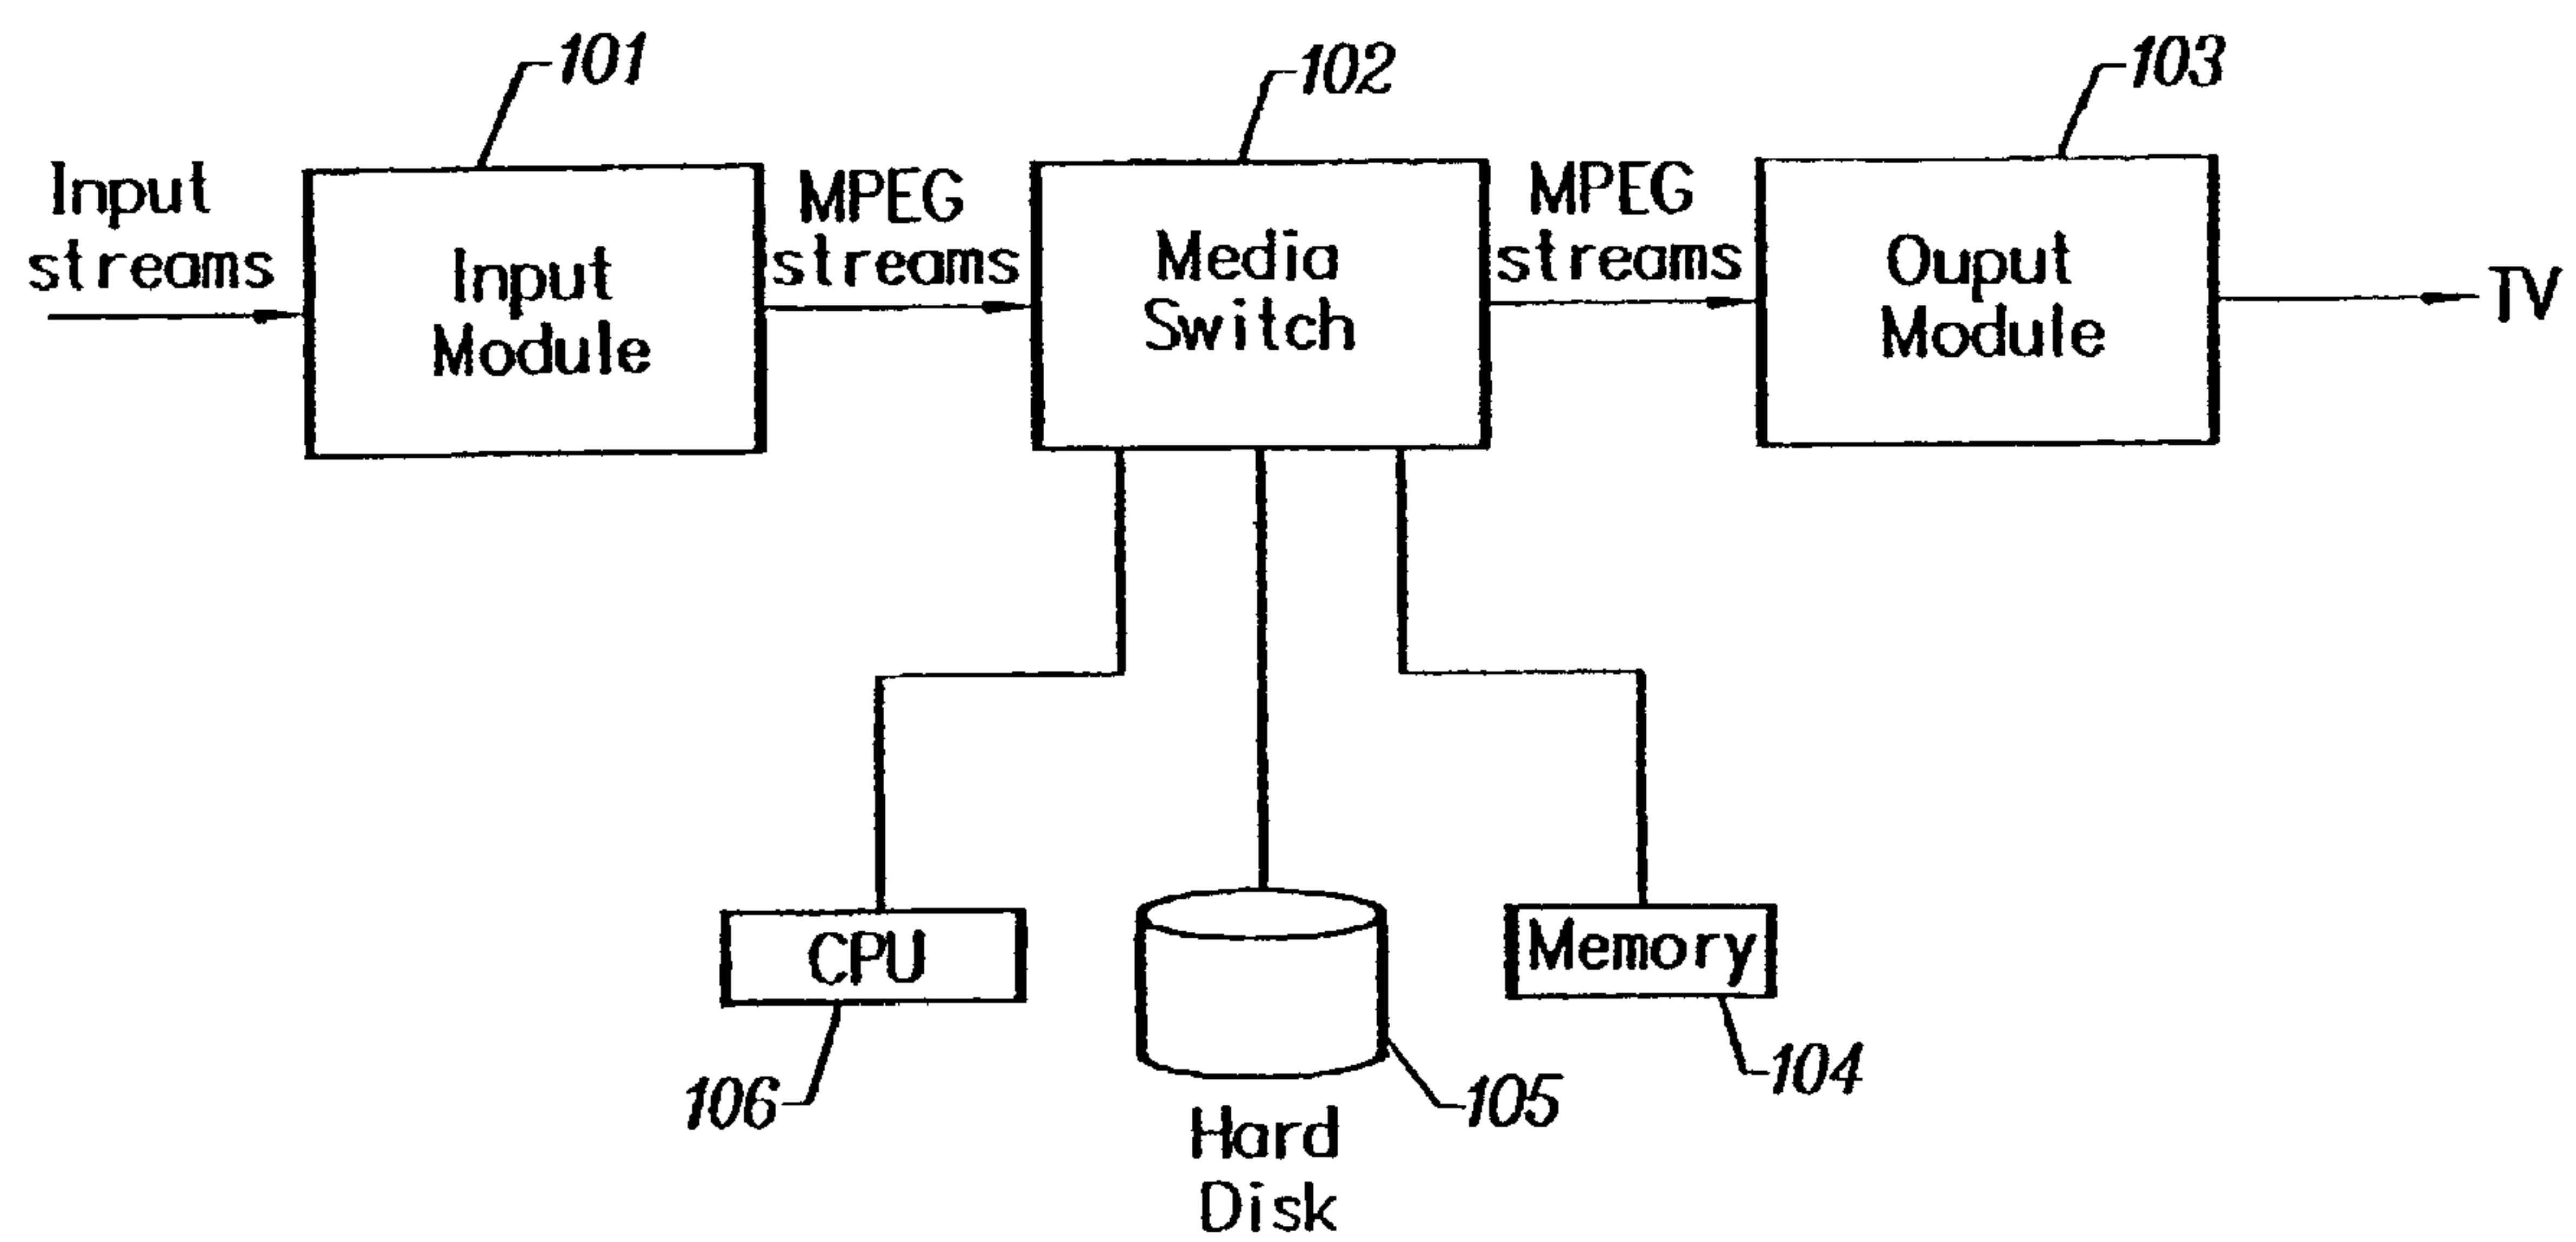 101
102
103
Input
streams
Input
Module
MPEG
streams
Media
Switch
MPEG
streams
Ouput
Module
TV
CPU
Memory
106
105
104
Hard
Disk